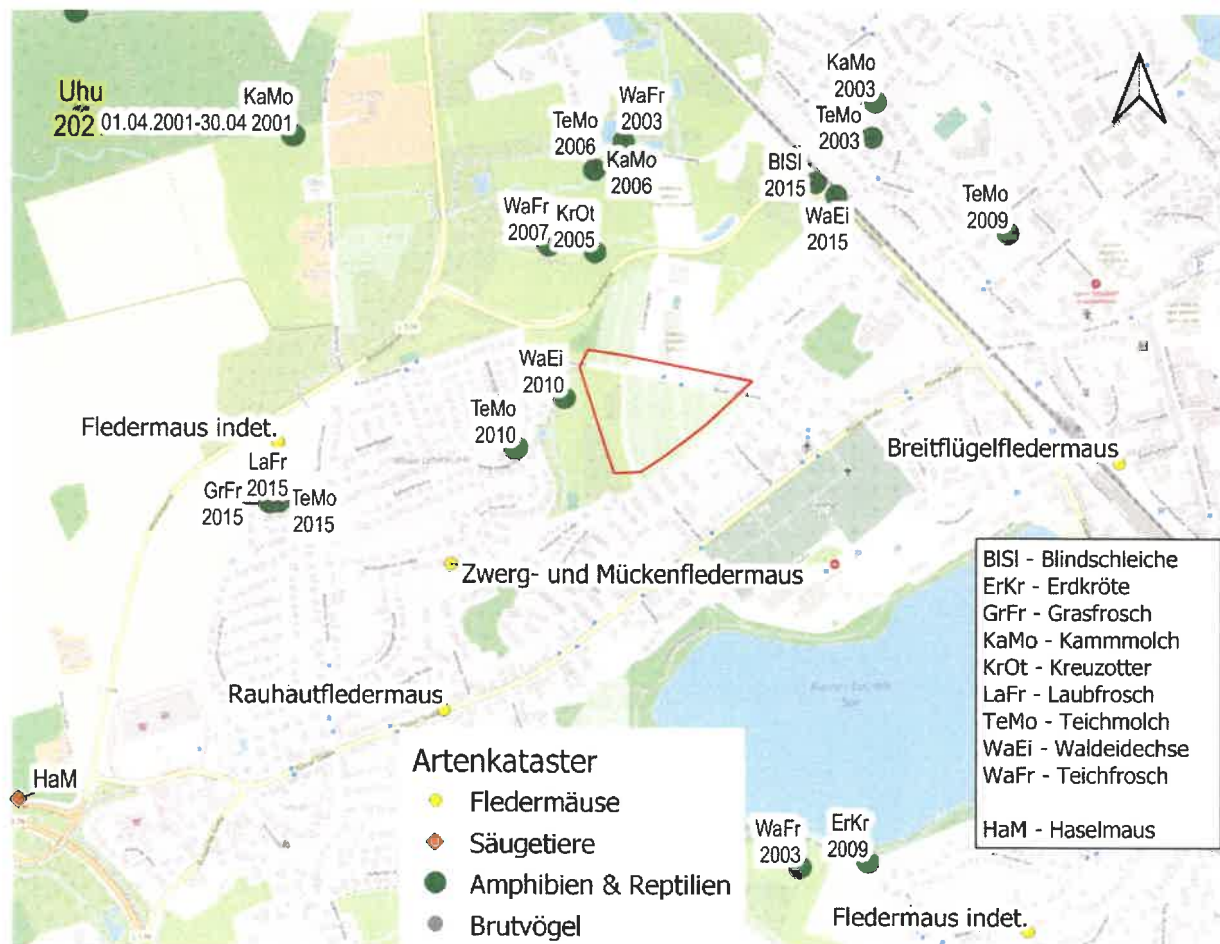 Uhu
202
01.04.2001-30.04
KaMo
2001
TeMo
2006
WaFr
2003
KaMo
2006
WaFr
2007
KrOt
2005
KaMo
2003
TeMo
2003
BlSl
2015
WaEi
2015
TeMo
2009
WaEi
2010
TeMo
2010
Fledermaus indet.
LaFr
2015
GrFr
2015
TeMo
2015
Breitflügelfledermaus
Zwerg- und Mückenfledermaus
Rauhautfledermaus
HaM
WaFr
2003
ErKr
2009
Fledermaus indet.
Artenkataster
Fledermäuse
Säugetiere
Amphibien & Reptilien
Brutvögel
BlSl - Blindschleiche
ErKr - Erdkröte
GrFr - Grasfrosch
KaMo - Kammmolch
KrOt - Kreuzotter
LaFr - Laubfrosch
TeMo - Teichmolch
WaEi - Waldeidechse
WaFr - Teichfrosch
HaM - Haselmaus